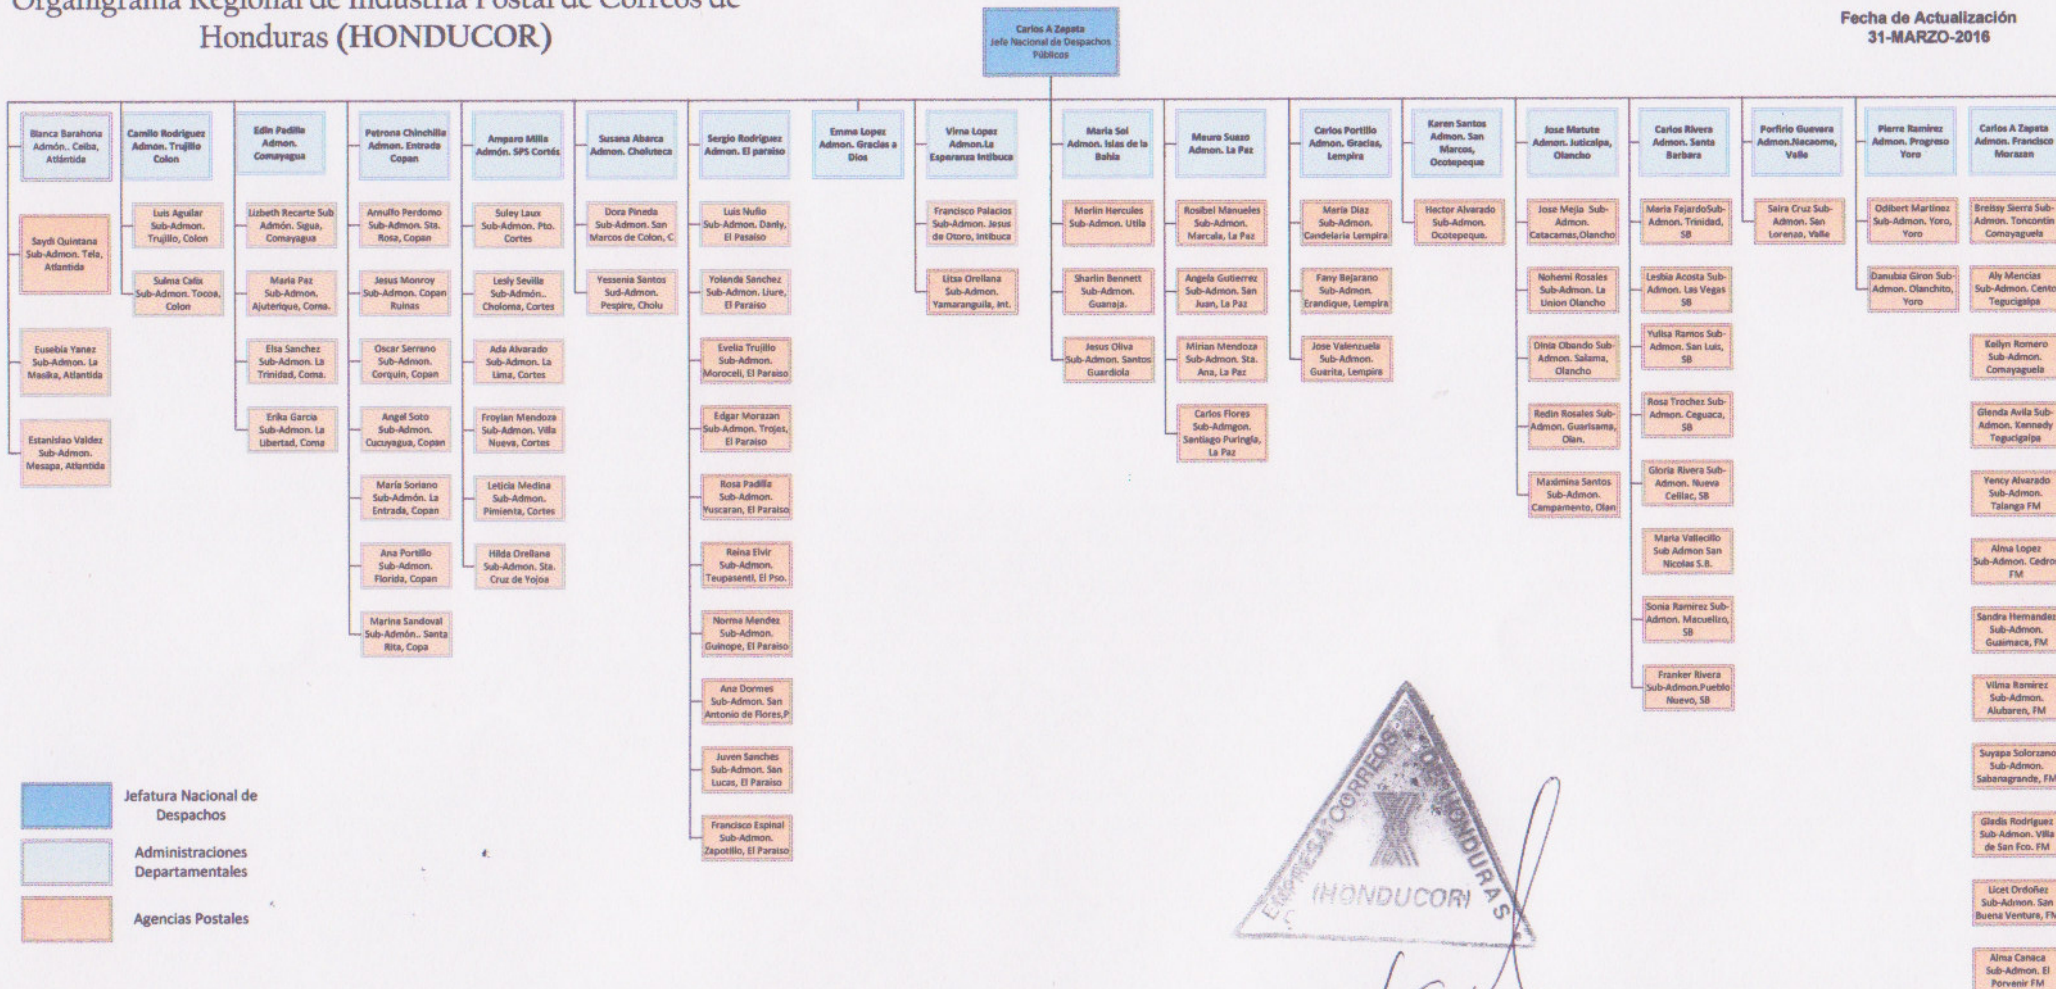 Organigrama Regional de Industria Postal de Correos de
Honduras (HONDUCOR)
Fecha de Actualización
31-MARZO-2016
Carlos A Zapata
Jefe Nacional de Despachos
Públicos
Blanca Barahona
Admón.. Ceiba,
Atlántida
Camilo Rodriguez
Admon. Trujillo
Colon
Edin Padilla
Admon.
Comayagua
Petrona Chinchilla
Admon. Entrada
Copan
Amparo Milla
Admón. SPS Cortés
Susana Abarca
Admon. Choluteca
Sergio Rodriguez
Admon. El paraiso
Emma Lopez
Admon. Gracias a
Dios
Virna Lopez
Admon.La
Esperanza Intibuca
Maria Sol
Admon. Islas de la
Bahia
Mauro Suazo
Admon. La Paz
Carlos Portillo
Admon. Gracias,
Lempira
Karen Santos
Admon. San
Marcos,
Ocotepeque
Jose Matute
Admon. Juticalpa,
Olancho
Carlos Rivera
Admon. Santa
Barbara
Porfirio Guevara
Admon.Nacaome,
Valle
Pierre Ramirez
Admon. Progreso
Yoro
Carlos A Zapata
Admon. Francisco
Morazan
Saydi Quintana
Sub-Admon. Tela,
Atlantida
Eusebia Yanez
Sub-Admon. La
Masika, Atlantida
Estanislao Valdez
Sub-Admon.
Mesapa, Atlantida
Luis Aguilar
Sub-Admon.
Trujillo, Colon
Sulma Calix
Sub-Admon. Tocoa,
Colon
Lizbeth Recarte Sub
Admón. Sigua,
Comayagua
Maria Paz
Sub-Admon.
Ajuterique, Coma.
Elsa Sanchez
Sub-Admon. La
Trinidad, Coma.
Erika Garcia
Sub-Admon. La
Libertad, Coma
Arnulfo Perdomo
Sub-Admon. Sta.
Rosa, Copan
Jesus Monroy
Sub-Admon. Copan
Ruinas
Oscar Serrano
Sub-Admon.
Corquin, Copan
Angel Soto
Sub-Admon.
Cucuyagua, Copan
María Soriano
Sub-Admón. La
Entrada, Copan
Ana Portillo
Sub-Admon.
Florida, Copan
Marina Sandoval
Sub-Admón.. Santa
Rita, Copa
Suley Laux
Sub-Admon. Pto.
Cortes
Lesly Sevilla
Sub-Admón..
Choloma, Cortes
Ada Alvarado
Sub-Admon. La
Lima, Cortes
Froylan Mendoza
Sub-Admon. Villa
Nueva, Cortes
Leticia Medina
Sub-Admon.
Pimienta, Cortes
Hilda Orellana
Sub-Admon. Sta.
Cruz de Yojoa
Dora Pineda
Sub-Admon. San
Marcos de Colon, C
Yessenia Santos
Sud-Admon.
Pespire, Cholu
Luis Nuñio
Sub-Admon. Danly,
El Pasaiso
Yolanda Sanchez
Sub-Admon. Liure,
El Paraiso
Evelia Trujillo
Sub-Admon.
Moroceli, El Paraiso
Edgar Morazan
Sub-Admon. Trojes,
El Paraiso
Rosa Padilla
Sub-Admon.
Yuscaran, El Paraiso
Reina Elvir
Sub-Admon.
Teupasenti, El Pso.
Norma Mendez
Sub-Admon.
Guinope, El Paraiso
Ana Dormes
Sub-Admon. San
Antonio de Flores,P
Juven Sanches
Sub-Admon. San
Lucas, El Paraiso
Francisco Espinal
Sub-Admon.
Zapotillo, El Paraiso
Francisco Palacios
Sub-Admon. Jesus
de Otoro, Intibuca
Litsa Orellana
Sub-Admon.
Yamaranguila, Int.
Merlin Hercules
Sub-Admon. Utila
Sharlin Bennett
Sub-Admon.
Guanaja.
Jesus Oliva
Sub-Admon. Santos
Guardiola
Rosibel Manueles
Sub-Admon.
Marcala, La Paz
Angela Gutierrez
Sub-Admon. San
Juan, La Paz
Mirian Mendoza
Sub-Admon. Sta.
Ana, La Paz
Carlos Flores
Sub-Admgon.
Santiago Puringla,
La Paz
Maria Diaz
Sub-Admon.
Candelaria Lempira
Fany Bejarano
Sub-Admon.
Erandique, Lempira
Jose Valenzuela
Sub-Admon.
Guarita, Lempira
Hector Alvarado
Sub-Admon.
Ocotepeque.
Jose Mejia Sub-
Admon.
Catacamas,Olancho
Nohemi Rosales
Sub-Admon. La
Union Olancho
Dinia Obando Sub-
Admon. Salama,
Olancho
Redin Rosales Sub-
Admon. Guarisama,
Olan.
Maximina Santos
Sub-Admon.
Campamento, Olan
Maria FajardoSub-
Admon. Trinidad,
SB
Lesbia Acosta Sub-
Admon. Las Vegas
SB
Yulisa Ramos Sub-
Admon. San Luis,
SB
Rosa Trochez Sub-
Admon. Ceguaca,
SB
Gloria Rivera Sub-
Admon. Nueva
Celilac, SB
Maria Vallecillo
Sub Admon San
Nicolas S.B.
Sonia Ramirez Sub-
Admon. Macuelizo,
SB
Franker Rivera
Sub-Admon.Pueblo
Nuevo, SB
Saira Cruz Sub-
Admon. San
Lorenzo, Valle
Odibert Martinez
Sub-Admon. Yoro,
Yoro
Danubia Giron Sub-
Admon. Olanchito,
Yoro
Breissy Sierra Sub-
Admon. Toncontin
Comayaguela
Aly Mencias
Sub-Admon. Cento
Tegucigalpa
Keilyn Romero
Sub-Admon.
Comayaguela
Glenda Avila Sub-
Admon. Kennedy
Tegucigalpa
Yency Alvarado
Sub-Admon.
Talanga FM
Alma Lopez
Sub-Admon. Cedros
FM
Sandra Hernandez
Sub-Admon.
Guaimaca, FM
Vilma Ramirez
Sub-Admon.
Alubaren, FM
Suyapa Solorzano
Sub-Admon.
Sabanagrande, FM
Gledis Rodriguez
Sub-Admon. Villa
de San Fco. FM
Licet Ordoñez
Sub-Admon. San
Buena Ventura, FM
Alma Canaca
Sub-Admon. El
Porvenir FM
Jefatura Nacional de
Despachos
Administraciones
Departamentales
Agencias Postales
EMPRESA CORREOS DE HONDURAS
(HONDUCOR)